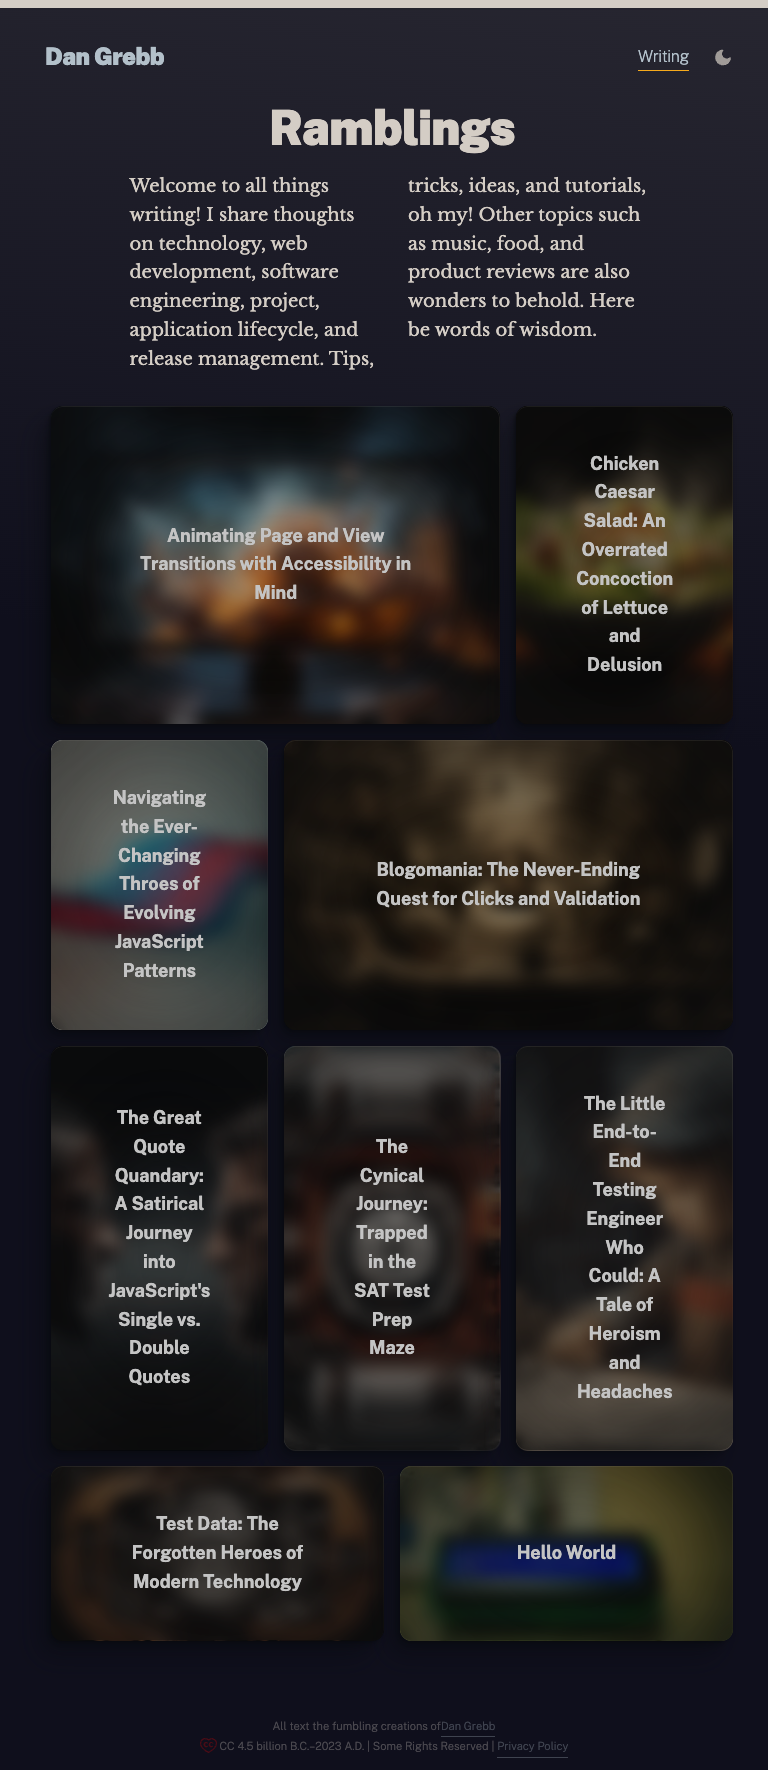 Dan Grebb
Writing
Ramblings
Welcome to all things
writing! I share thoughts
on technology, web
development, software
engineering, project,
application lifecycle, and
release management. Tips,
tricks, ideas, and tutorials,
oh my! Other topics such
as music, food, and
product reviews are also
wonders to behold. Here
be words of wisdom.
Animating Page and View
Transitions with Accessibility in
Mind
Chicken
Caesar
Salad: An
Overrated
Concoction
of Lettuce
and
Delusion
Navigating
the Ever-
Changing
Throes of
Evolving
JavaScript
Patterns
Blogomania: The Never-Ending
Quest for Clicks and Validation
The Great
Quote
Quandary:
A Satirical
Journey
into
JavaScript's
Single vs.
Double
Quotes
The
Cynical
Journey:
Trapped
in the
SAT Test
Prep
Maze
The Little
End-to-
End
Testing
Engineer
Who
Could: A
Tale of
Heroism
and
Headaches
Test Data: The
Forgotten Heroes of
Modern Technology
Hello World
All text the fumbling creations ofDan Grebb
CC 4.5 billion B.C.–2023 A.D. | Some Rights Reserved | Privacy Policy